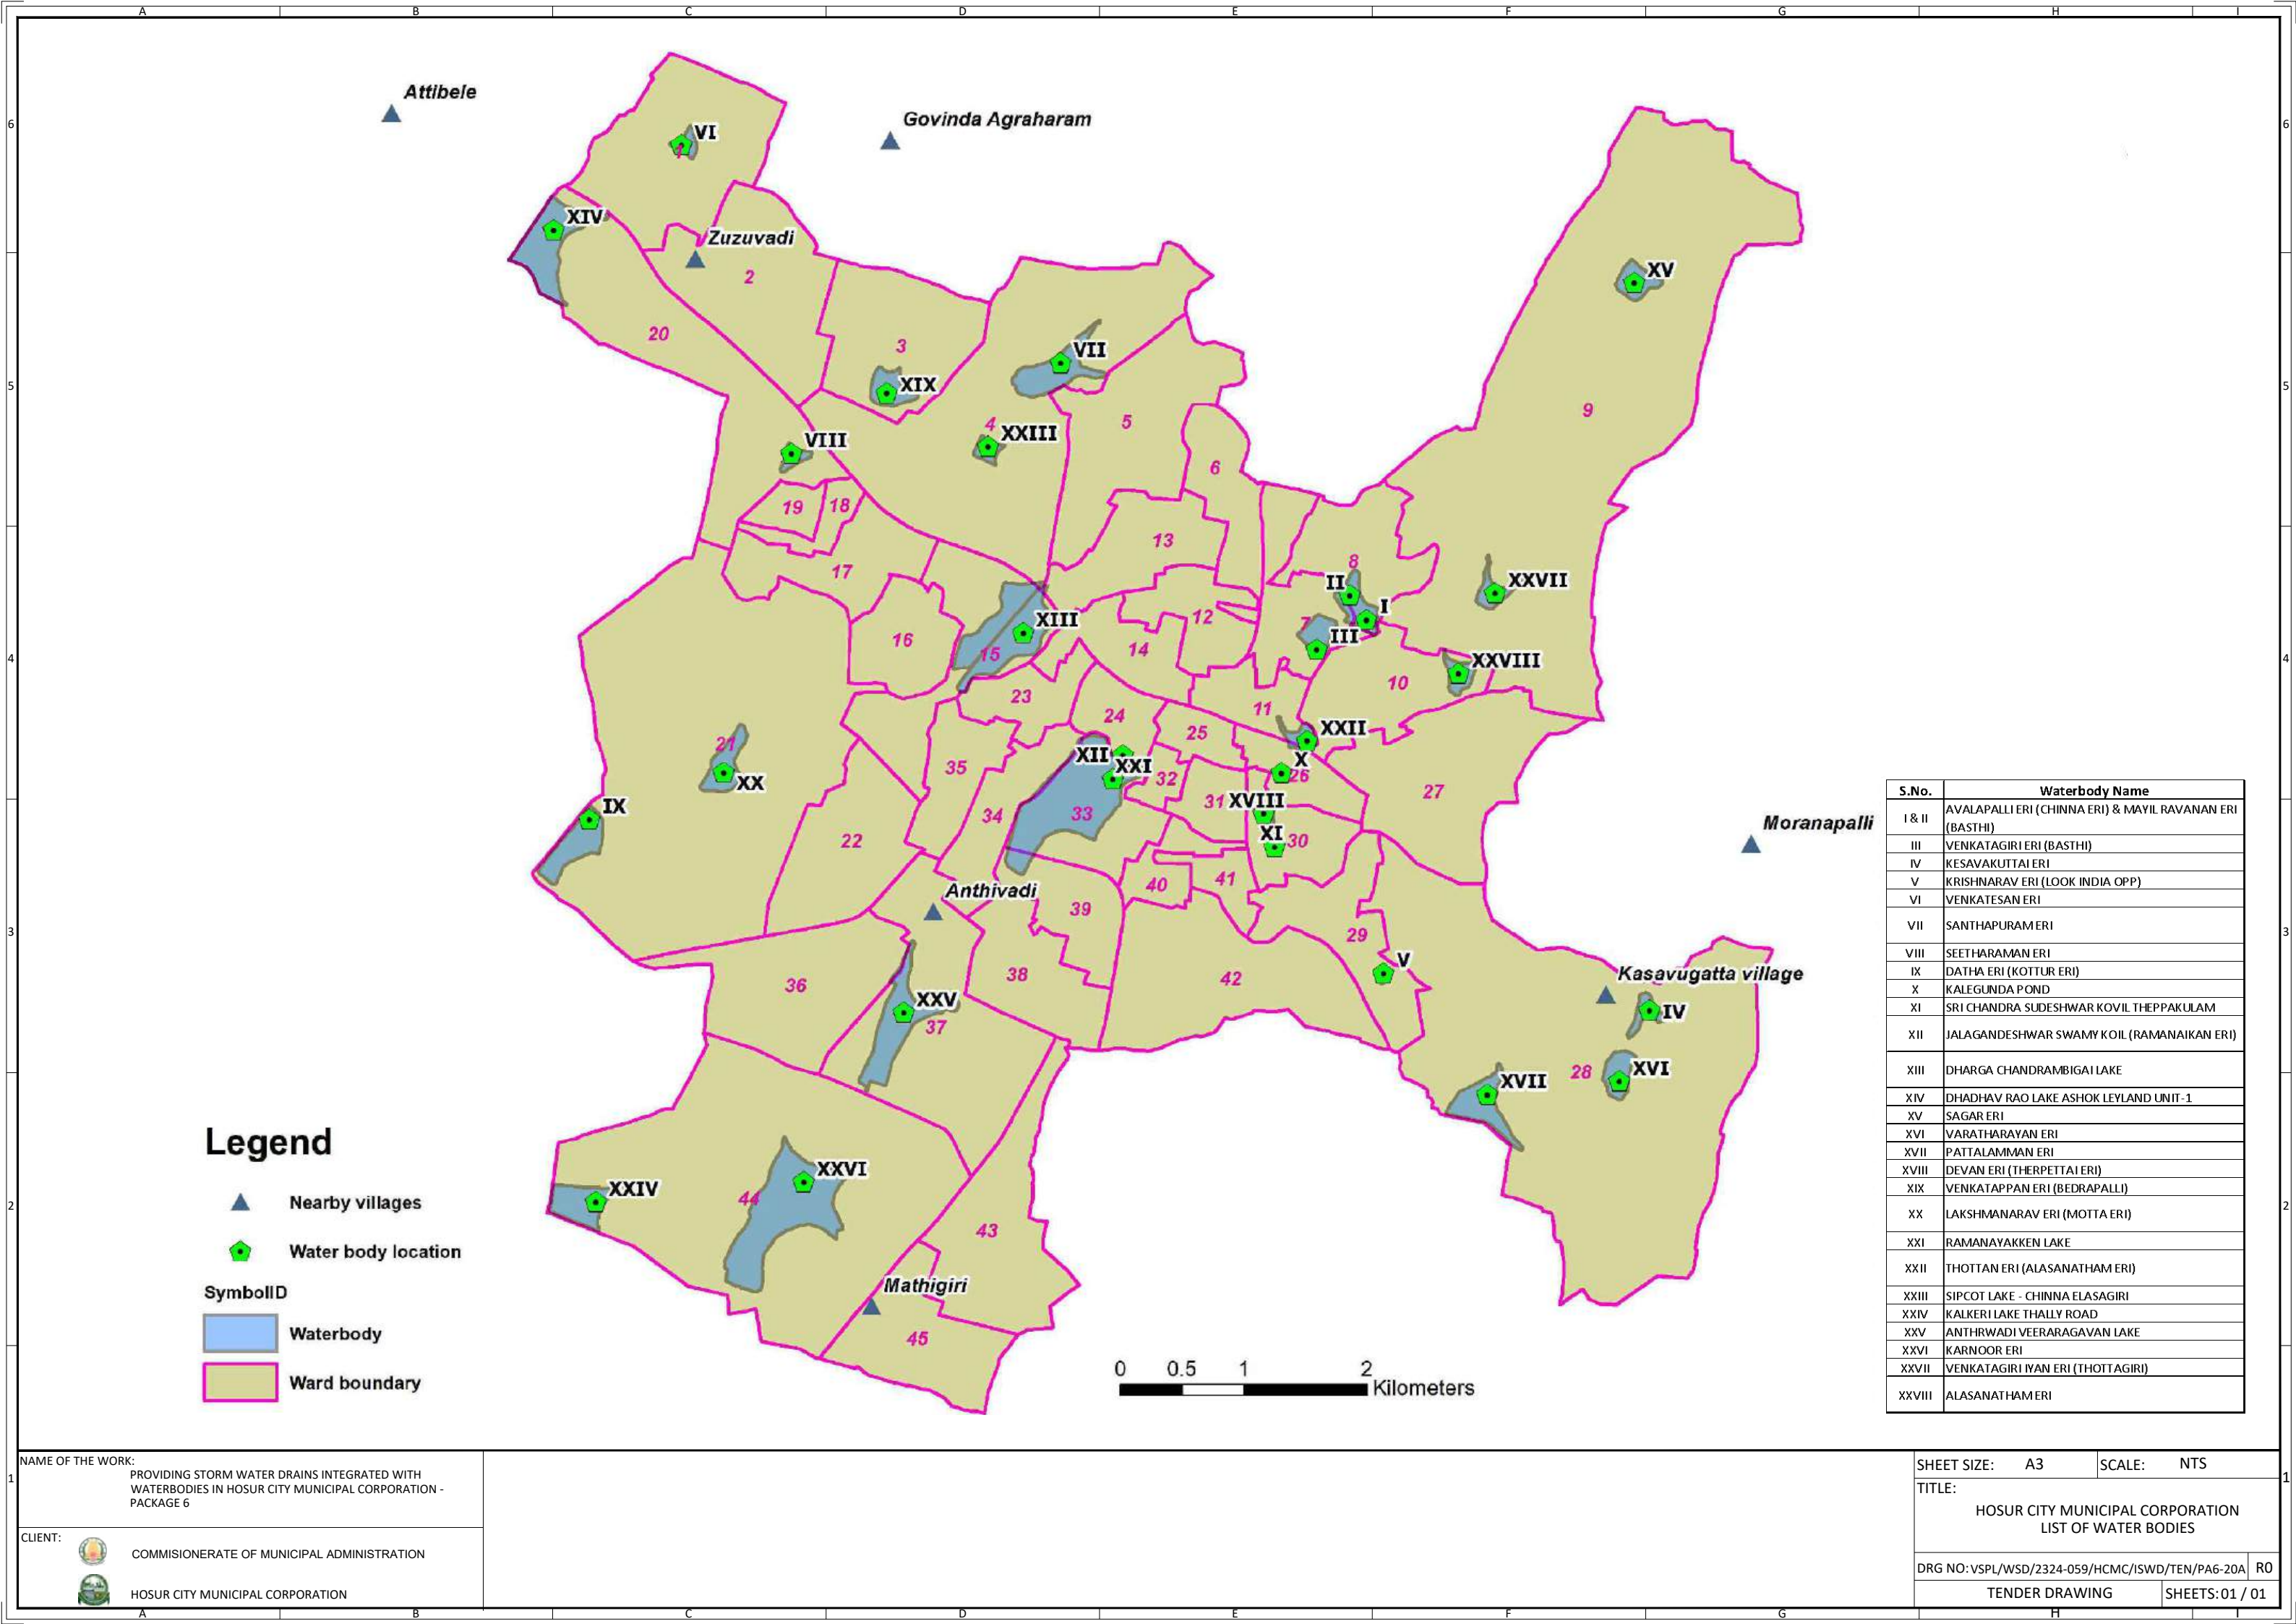 A B C D E F G H I
6 6
5 5
4 4
3 3
2 2
1 1
Attibele
Govinda Agraharam
VI
1
XIV
Zuzuvadi
2
XV
20
3
VII
XIX
9
4
XXIII
5
VIII
6
19
18
13
8
17
II
XXVII
I
12
7
XIII
III
16
15
14
XXVIII
10
23
11
24
XXII
25
21
XII
X
XXI
35
26
32
XX
27
31
XVIII
IX
34
33
Moranapalli
XI
22
30
41
40
Anthivadi
39
29
V
Kasavugatta village
38
42
36
XXV
IV
37
28
XVI
XVII
XXVI
XXIV
44
43
Mathigiri
45
Legend
Nearby villages
Water body location
SymbolID
Waterbody
Ward boundary
0 0.5 1 2
Kilometers
S.No. Waterbody Name
I & II AVALAPALLI ERI (CHINNA ERI) & MAYIL RAVANAN ERI
(BASTHI)
III VENKATAGIRI ERI (BASTHI)
IV KESAVAKUTTAI ERI
V KRISHNARAV ERI (LOOK INDIA OPP)
VI VENKATESAN ERI
VII SANTHAPURAM ERI
VIII SEETHARAMAN ERI
IX DATHA ERI (KOTTUR ERI)
X KALEGUNDA POND
XI SRI CHANDRA SUDESHWAR KOVIL THEPPAKULAM
XII JALAGANDESHWAR SWAMY KOIL (RAMANAIKAN ERI)
XIII DHARGA CHANDRAMBIGAI LAKE
XIV DHADHAV RAO LAKE ASHOK LEYLAND UNIT-1
XV SAGAR ERI
XVI VARATHARAYAN ERI
XVII PATTALAMMAN ERI
XVIII DEVAN ERI (THERPETTAI ERI)
XIX VENKATAPPAN ERI (BEDRAPALLI)
XX LAKSHMANARAV ERI (MOTTA ERI)
XXI RAMANAYAKKEN LAKE
XXII THOTTAN ERI (ALASANATHAM ERI)
XXIII SIPCOT LAKE - CHINNA ELASAGIRI
XXIV KALKERI LAKE THALLY ROAD
XXV ANTHRWADI VEERARAGAVAN LAKE
XXVI KARNOOR ERI
XXVII VENKATAGIRI IYAN ERI (THOTTAGIRI)
XXVIII ALASANATHAM ERI
NAME OF THE WORK:
PROVIDING STORM WATER DRAINS INTEGRATED WITH
WATERBODIES IN HOSUR CITY MUNICIPAL CORPORATION -
PACKAGE 6
CLIENT:
COMMISIONERATE OF MUNICIPAL ADMINISTRATION
HOSUR CITY MUNICIPAL CORPORATION
SHEET SIZE: A3 SCALE: NTS
TITLE:
HOSUR CITY MUNICIPAL CORPORATION
LIST OF WATER BODIES
DRG NO: VSPL/WSD/2324-059/HCMC/ISWD/TEN/PA6-20A R0
TENDER DRAWING SHEETS: 01 / 01
A B C D E F G H I